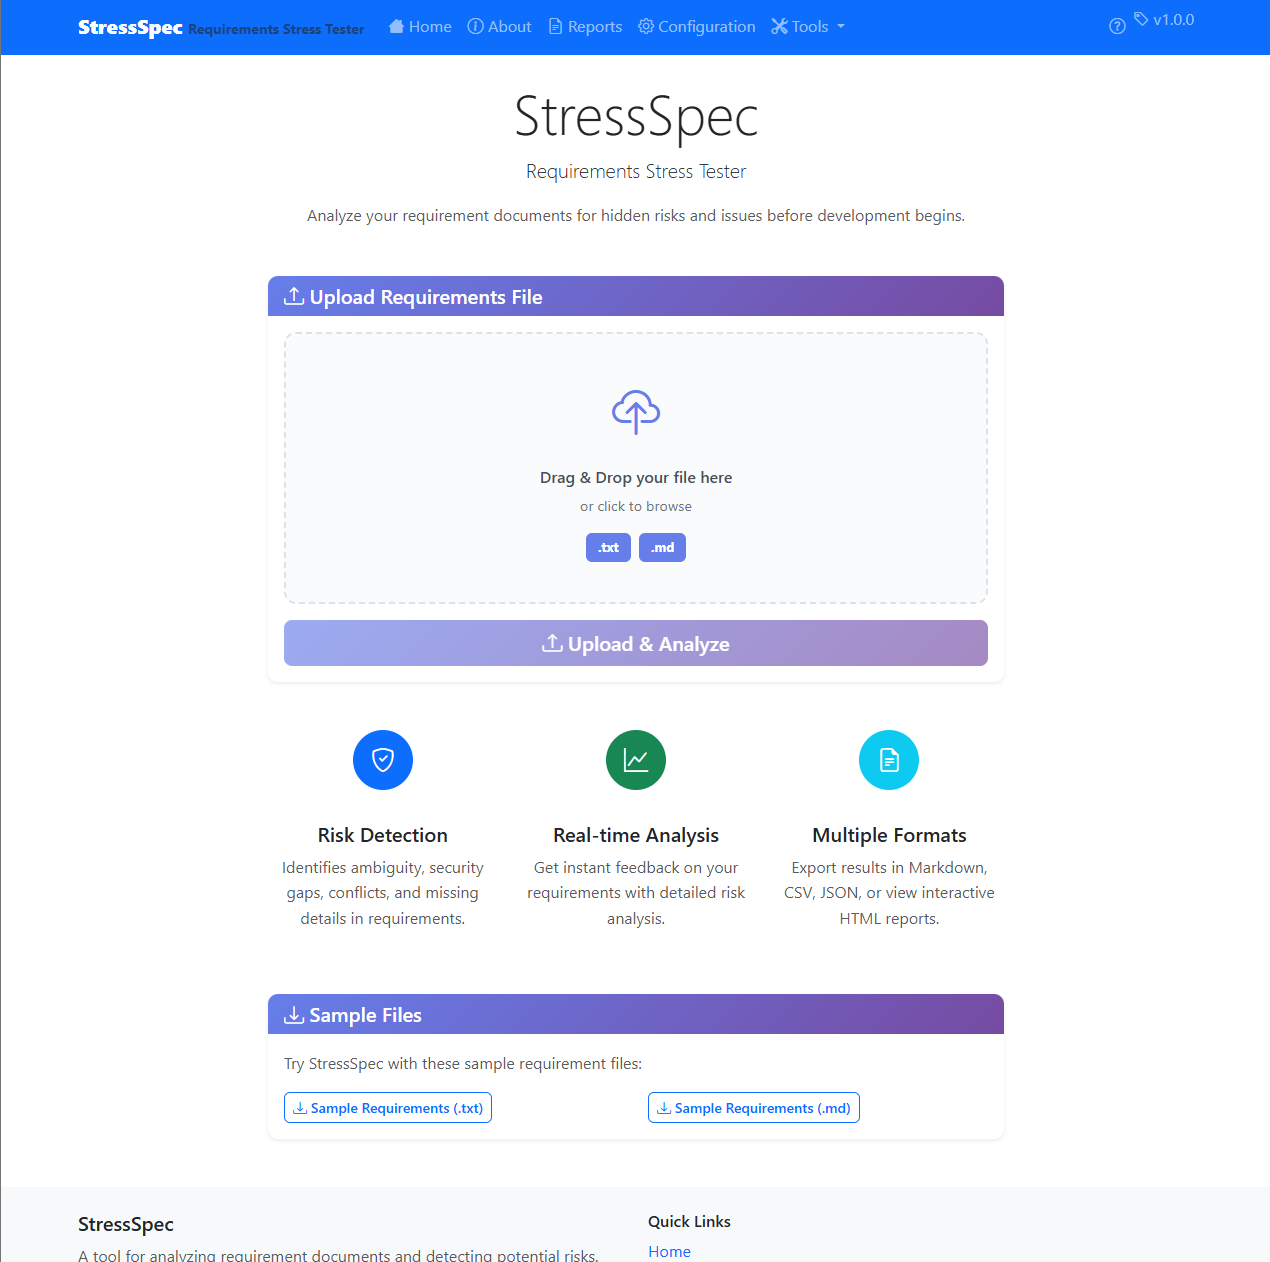 StressSpec Requirements Stress Tester Home About Reports Configuration Tools v1.0.0
StressSpec
Requirements Stress Tester
Analyze your requirement documents for hidden risks and issues before development begins.
Upload Requirements File
Drag & Drop your file here
or click to browse
.txt .md
Upload & Analyze
Risk Detection
Identifies ambiguity, security
gaps, conflicts, and missing
details in requirements.
Real-time Analysis
Get instant feedback on your
requirements with detailed risk
analysis.
Multiple Formats
Export results in Markdown,
CSV, JSON, or view interactive
HTML reports.
Sample Files
Try StressSpec with these sample requirement files:
Sample Requirements (.txt) Sample Requirements (.md)
StressSpec
A tool for analyzing requirement documents and detecting potential risks.
Quick Links
Home